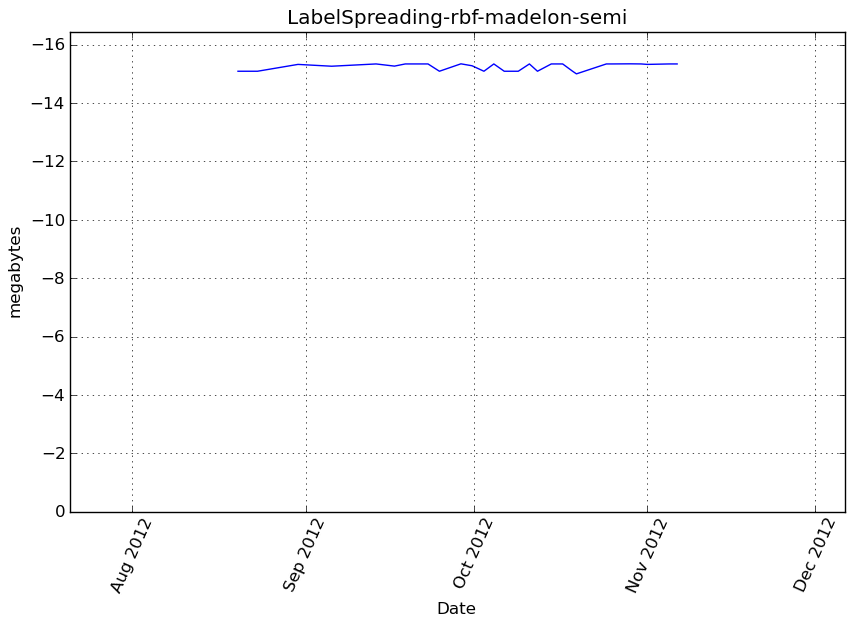 LabelSpreading-rbf-madelon-semi
−16
−14
−12
−10
−8
−6
−4
−2
0
megabytes
Aug 2012
Sep 2012
Oct 2012
Nov 2012
Dec 2012
Date